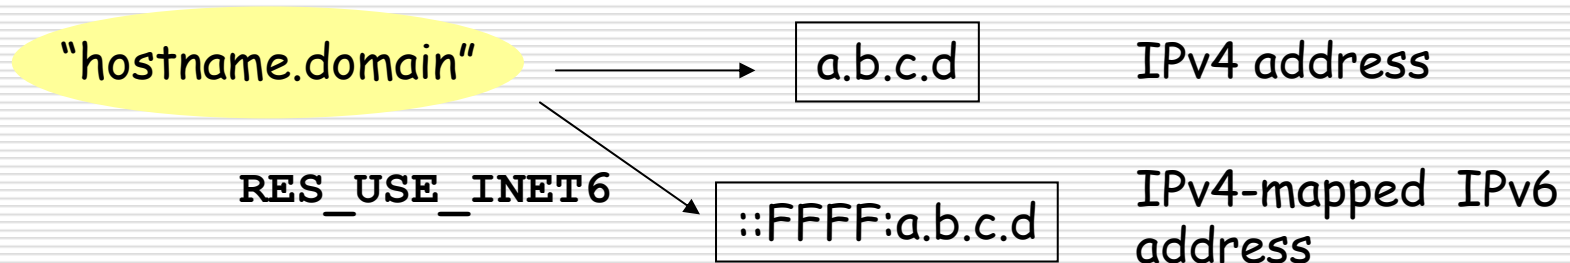 “hostname.domain”
a.b.c.d
IPv4 address
RES_USE_INET6
::FFFF:a.b.c.d
IPv4-mapped IPv6
address